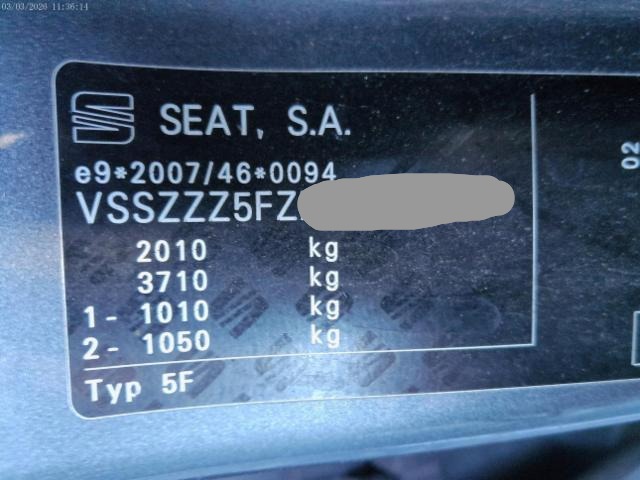 03/03/2026 11:36:14
SEAT, S.A.
e9*2007/46*0094
VSSZZZ5FZ
2010 kg
3710 kg
1- 1010 kg
2- 1050 kg
Typ 5F
02